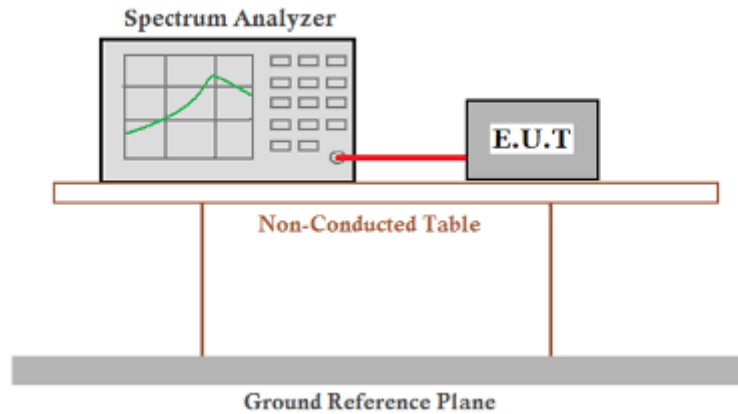 Spectrum Analyzer
E.U.T
Non-Conducted Table
Ground Reference Plane